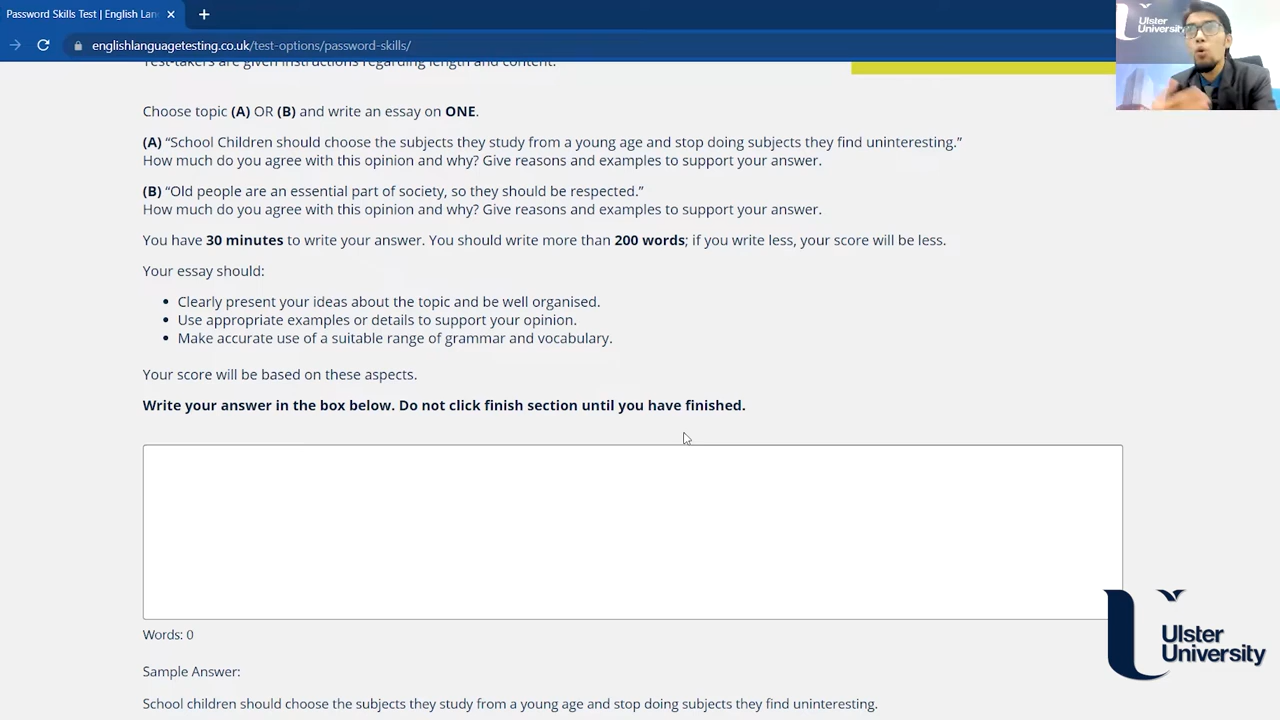 Password Skills Test | English Lan
englishlanguagetesting.co.uk/test-options/password-skills/
Ulster
University
Test-takers are given instructions regarding length and content.
Choose topic (A) OR (B) and write an essay on ONE.
(A) “School Children should choose the subjects they study from a young age and stop doing subjects they find uninteresting.”
How much do you agree with this opinion and why? Give reasons and examples to support your answer.
(B) “Old people are an essential part of society, so they should be respected.”
How much do you agree with this opinion and why? Give reasons and examples to support your answer.
You have 30 minutes to write your answer. You should write more than 200 words; if you write less, your score will be less.
Your essay should:
• Clearly present your ideas about the topic and be well organised.
• Use appropriate examples or details to support your opinion.
• Make accurate use of a suitable range of grammar and vocabulary.
Your score will be based on these aspects.
Write your answer in the box below. Do not click finish section until you have finished.
Words: 0
Ulster
University
Sample Answer:
School children should choose the subjects they study from a young age and stop doing subjects they find uninteresting.